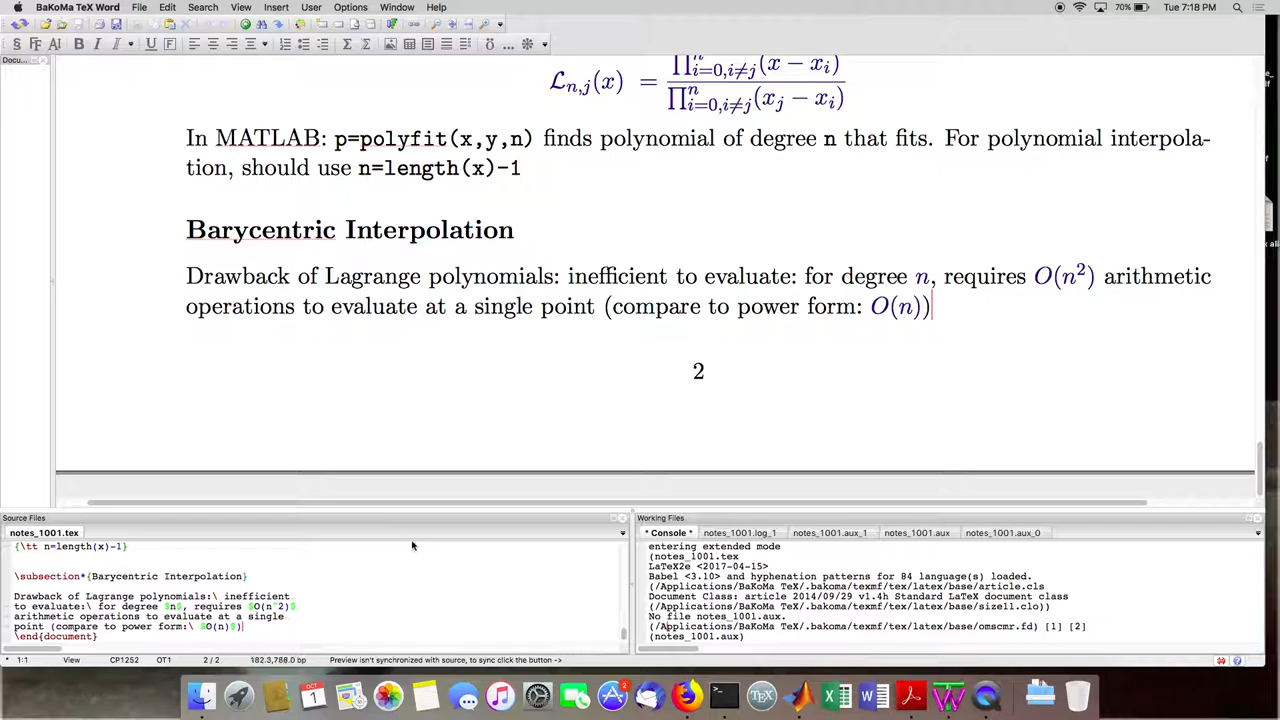 BaKoMa TeX Word File Edit Search View Insert User Options Window Help 70% Tue 7:18 PM
Docu...
ℒn,j(x) = ∏ⁿi=0,i≠j(x − xi) / ∏ⁿi=0,i≠j(xj − xi)
In MATLAB: p=polyfit(x,y,n) finds polynomial of degree n that fits. For polynomial interpola-
tion, should use n=length(x)-1
Barycentric Interpolation
Drawback of Lagrange polynomials: inefficient to evaluate: for degree n, requires O(n²) arithmetic
operations to evaluate at a single point (compare to power form: O(n))
2
Source Files
notes_1001.tex
{\tt n=length(x)-1}
\subsection*{Barycentric Interpolation}
Drawback of Lagrange polynomials:\ inefficient
to evaluate:\ for degree $n$, requires $O(n^2)$
arithmetic operations to evaluate at a single
point (compare to power form:\ $O(n)$)
\end{document}
Working Files
* Console * notes_1001.log_1 notes_1001.aux_1 notes_1001.aux notes_1001.aux_0
entering extended mode
(notes_1001.tex
LaTeX2e <2017-04-15>
Babel <3.10> and hyphenation patterns for 84 language(s) loaded.
(/Applications/BaKoMa TeX/.bakoma/texmf/tex/latex/base/article.cls
Document Class: article 2014/09/29 v1.4h Standard LaTeX document class
(/Applications/BaKoMa TeX/.bakoma/texmf/tex/latex/base/size11.clo))
No file notes_1001.aux.
(/Applications/BaKoMa TeX/.bakoma/texmf/tex/latex/base/omscmr.fd) [1] [2]
(notes_1001.aux)
1:1 View CP1252 OT1 2 / 2 182.3,788.0 bp Preview isn't synchronized with source, to sync click the button ->